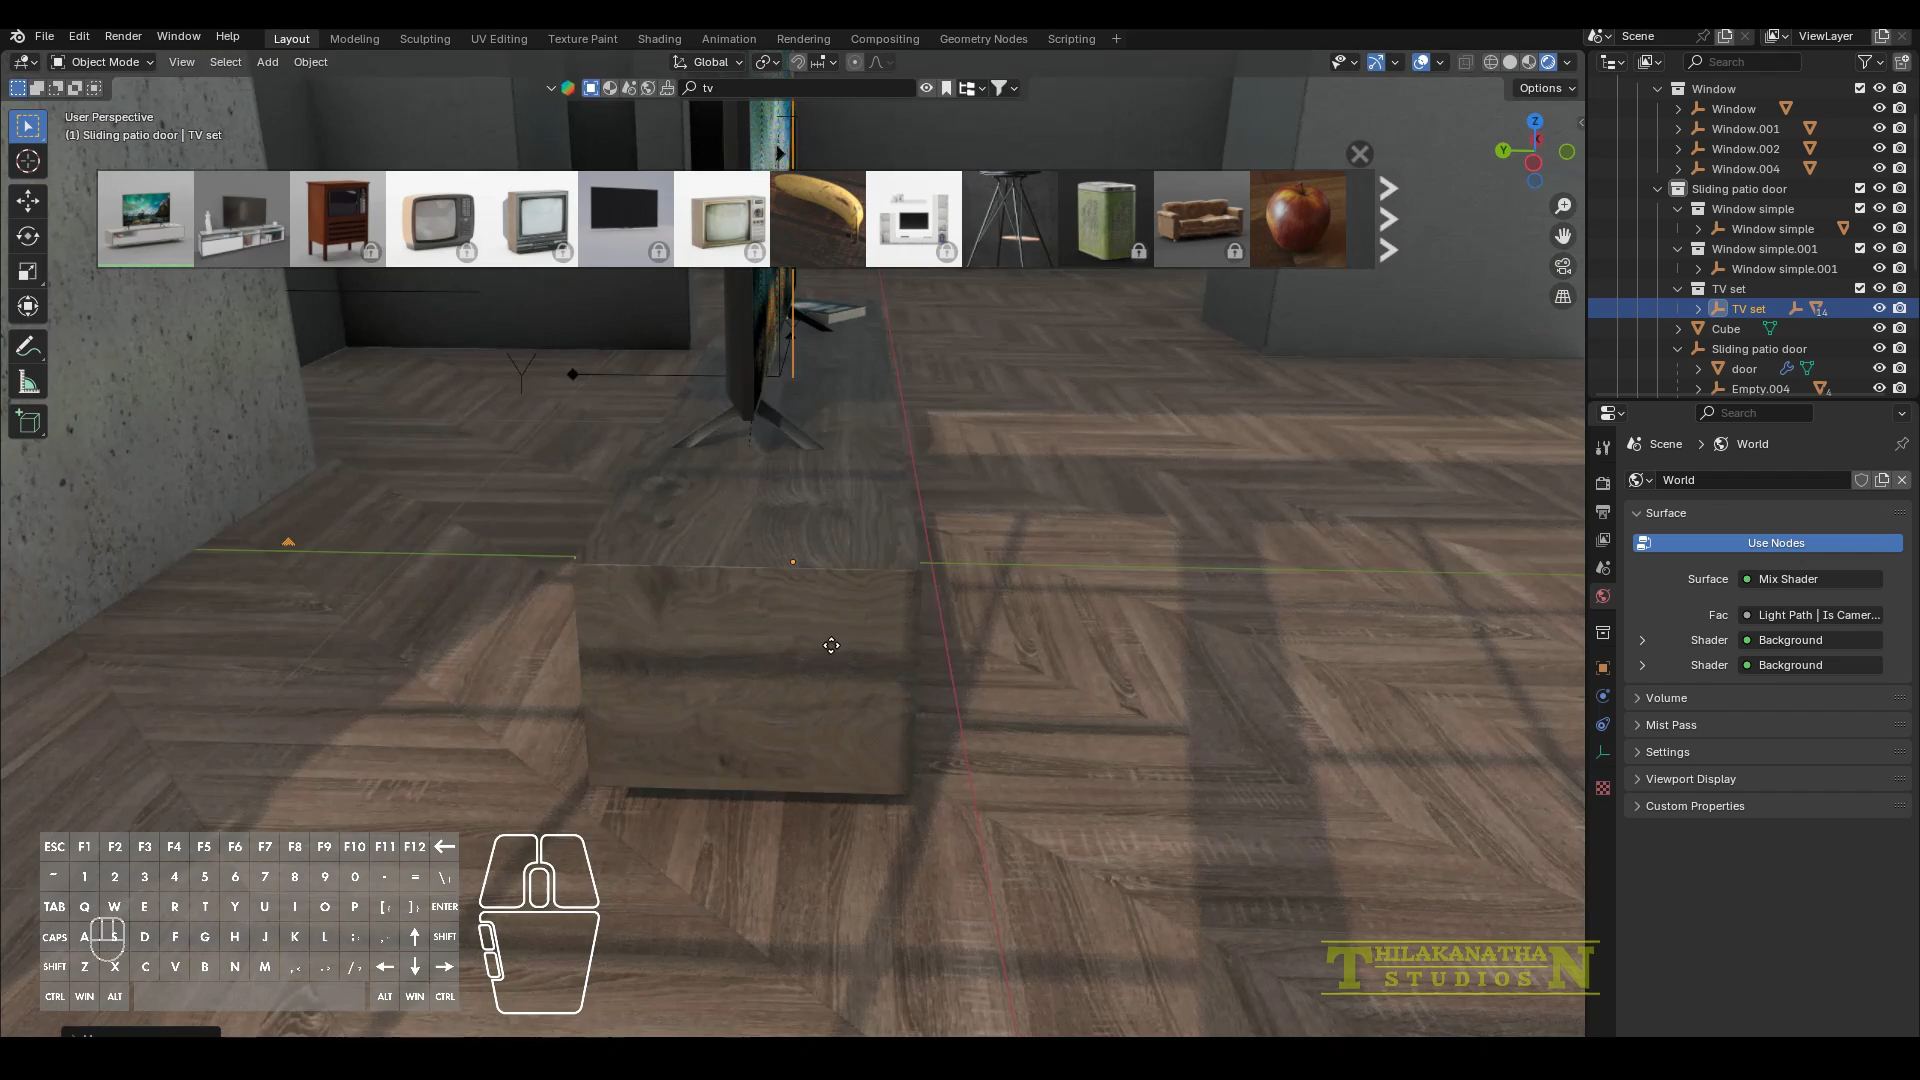 File Edit Render Window Help
Layout Modeling Sculpting UV Editing Texture Paint Shading Animation Rendering Compositing Geometry Nodes Scripting +
Scene ViewLayer
Object Mode View Select Add Object Global
Search
tv Options
User Perspective
(1) Sliding patio door | TV set
Z
Y
Window
Window
Window.001
Window.002
Window.004
Sliding patio door
Window simple
Window simple
Window simple.001
Window simple.001
TV set
TV set 14
Cube
Sliding patio door
door
Empty.004 4
Search
Scene World
World
Surface
Use Nodes
Surface Mix Shader
Fac Light Path | Is Camer...
Shader Background
Shader Background
Volume
Mist Pass
Settings
Viewport Display
Custom Properties
ESC F1 F2 F3 F4 F5 F6 F7 F8 F9 F10 F11 F12
~ 1 2 3 4 5 6 7 8 9 0 - = \|
TAB Q W E R T Y U I O P [{ ]} ENTER
CAPS A S D F G H J K L ;: ,. SHIFT
SHIFT Z X C V B N M ,< .> /?
CTRL WIN ALT ALT WIN CTRL
THILAKANATHAN
STUDIOS